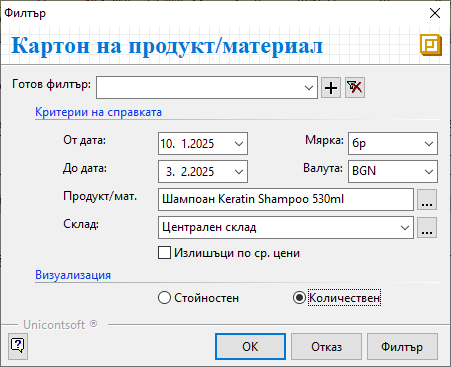 Филтър
Картон на продукт/материал
Готов филтър:
Критерии на справката
От дата: 10. 1.2025 Мярка: бр
До дата: 3. 2.2025 Валута: BGN
Продукт/мат. Шампоан Keratin Shampoo 530ml ...
Склад: Централен склад ...
Излишъци по ср. цени
Визуализация
Стойностен Количествен
Unicontsoft ®
? OK Отказ Филтър